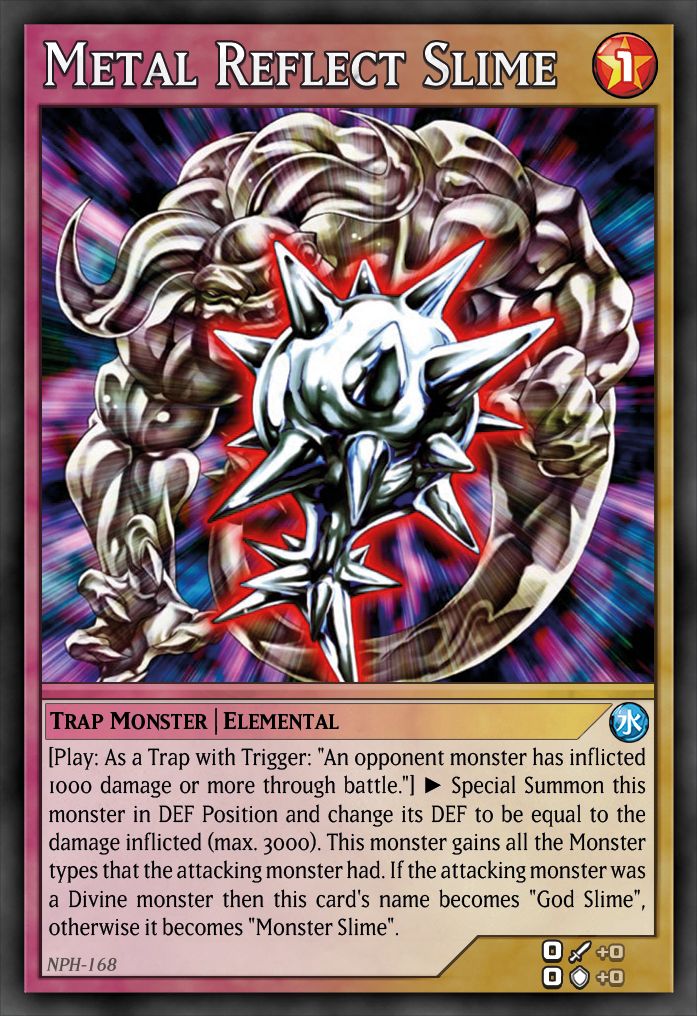 Metal Reflect Slime
1
Trap Monster | Elemental
水
[Play: As a Trap with Trigger: "An opponent monster has inflicted
1000 damage or more through battle."] ► Special Summon this
monster in DEF Position and change its DEF to be equal to the
damage inflicted (max. 3000). This monster gains all the Monster
types that the attacking monster had. If the attacking monster was
a Divine monster then this card's name becomes "God Slime",
otherwise it becomes "Monster Slime".
0 +0
0 +0
NPH-168